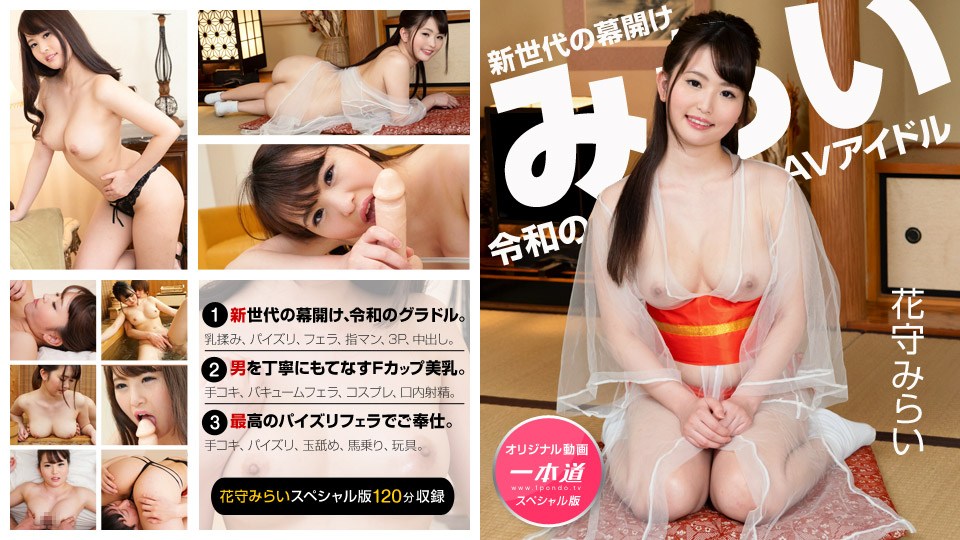 新世代の幕開け
みらい
令和のAVアイドル
花守みらい
オリジナル動画
一本道
www.1pondo.tv
スペシャル版
1 新世代の幕開け、令和のグラドル。
乳揉み、パイズリ、フェラ、指マン、3P、中出し。
2 男を丁寧にもてなすFカップ美乳。
手コキ、バキュームフェラ、コスプレ、口内射精。
3 最高のパイズリフェラでご奉仕。
手コキ、パイズリ、玉舐め、馬乗り、玩具。
花守みらいスペシャル版120分収録